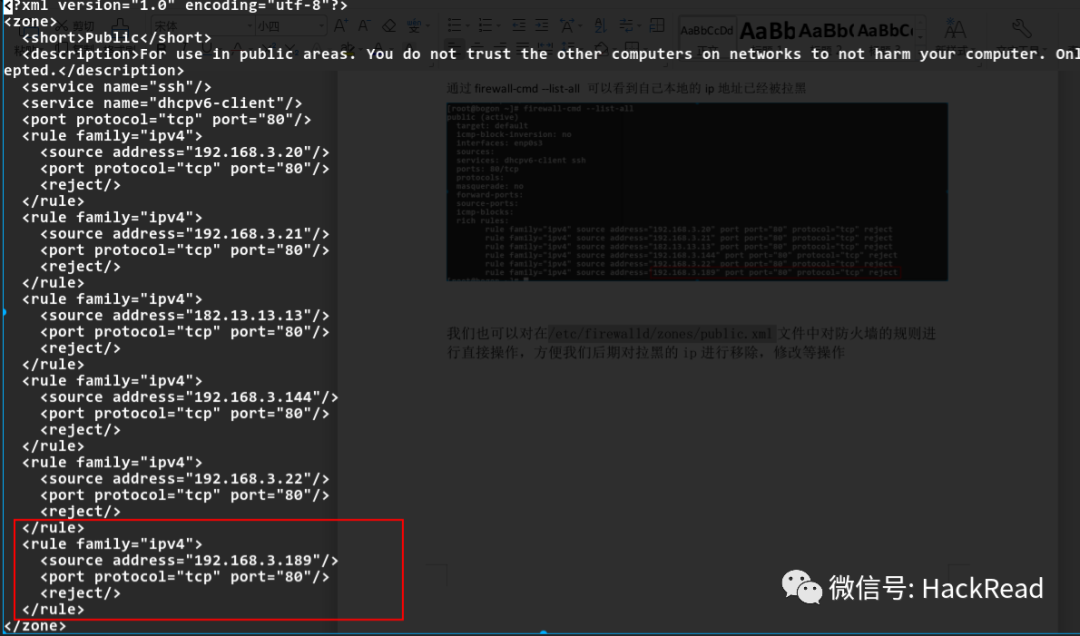 <?xml version="1.0" encoding="utf-8"?>
<zone>
<short>Public</short>
<description>For use in public areas. You do not trust the other computers on networks to not harm your computer. Onl
epted.</description>
<service name="ssh"/>
<service name="dhcpv6-client"/>
<port protocol="tcp" port="80"/>
<rule family="ipv4">
<source address="192.168.3.20"/>
<port protocol="tcp" port="80"/>
<reject/>
</rule>
<rule family="ipv4">
<source address="192.168.3.21"/>
<port protocol="tcp" port="80"/>
<reject/>
</rule>
<rule family="ipv4">
<source address="182.13.13.13"/>
<port protocol="tcp" port="80"/>
<reject/>
</rule>
<rule family="ipv4">
<source address="192.168.3.144"/>
<port protocol="tcp" port="80"/>
<reject/>
</rule>
<rule family="ipv4">
<source address="192.168.3.22"/>
<port protocol="tcp" port="80"/>
<reject/>
</rule>
<rule family="ipv4">
<source address="192.168.3.189"/>
<port protocol="tcp" port="80"/>
<reject/>
</rule>
</zone>
剪切 宋体 小四
AaBbCcDd AaBb AaBb( AaBbC
通过 firewall-cmd --list-all 可以看到自己本地的 ip 地址已经被拉黑
[root@bogon ~]# firewall-cmd --list-all
public (active)
target: default
icmp-block-inversion: no
interfaces: enp0s3
sources:
services: dhcpv6-client ssh
ports: 80/tcp
protocols:
masquerade: no
forward-ports:
source-ports:
icmp-blocks:
rich rules:
rule family="ipv4" source address="192.168.3.20" port port="80" protocol="tcp" reject
rule family="ipv4" source address="192.168.3.21" port port="80" protocol="tcp" reject
rule family="ipv4" source address="182.13.13.13" port port="80" protocol="tcp" reject
rule family="ipv4" source address="192.168.3.144" port port="80" protocol="tcp" reject
rule family="ipv4" source address="192.168.3.22" port port="80" protocol="tcp" reject
rule family="ipv4" source address="192.168.3.189" port port="80" protocol="tcp" reject
我们也可以对在/etc/firewalld/zones/public.xml 文件中对防火墙的规则进
行直接操作，方便我们后期对拉黑的 ip 进行移除，修改等操作
微信号: HackRead